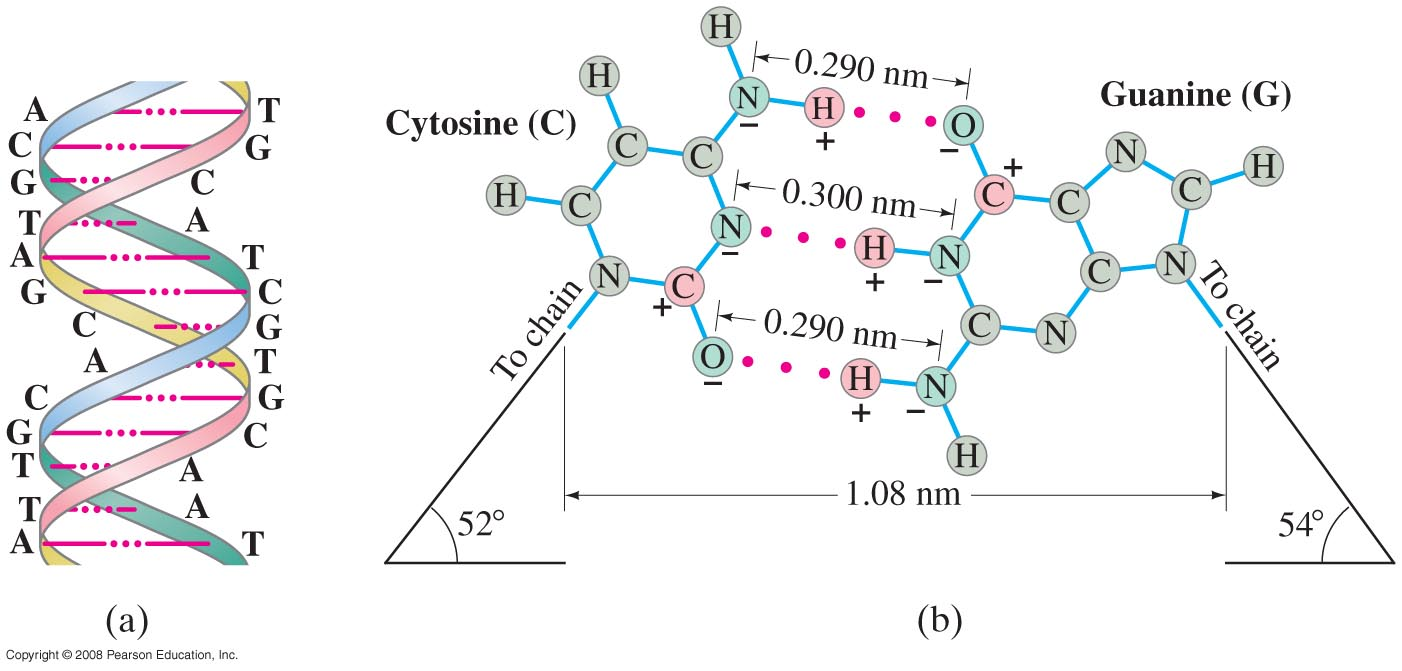 A T
C G
G C
T A
A T
G C
C G
A T
C G
G C
T A
T A
A T
(a)
H
0.290 nm
H
N H O
− + −
Cytosine (C)
Guanine (G)
C C
N
H C
0.300 nm
+
C C C H
N
−
H N
+ −
N C
+
C N
To chain
To chain
0.290 nm
C N
O
−
H N
+ −
H
1.08 nm
52°
54°
(b)
Copyright © 2008 Pearson Education, Inc.